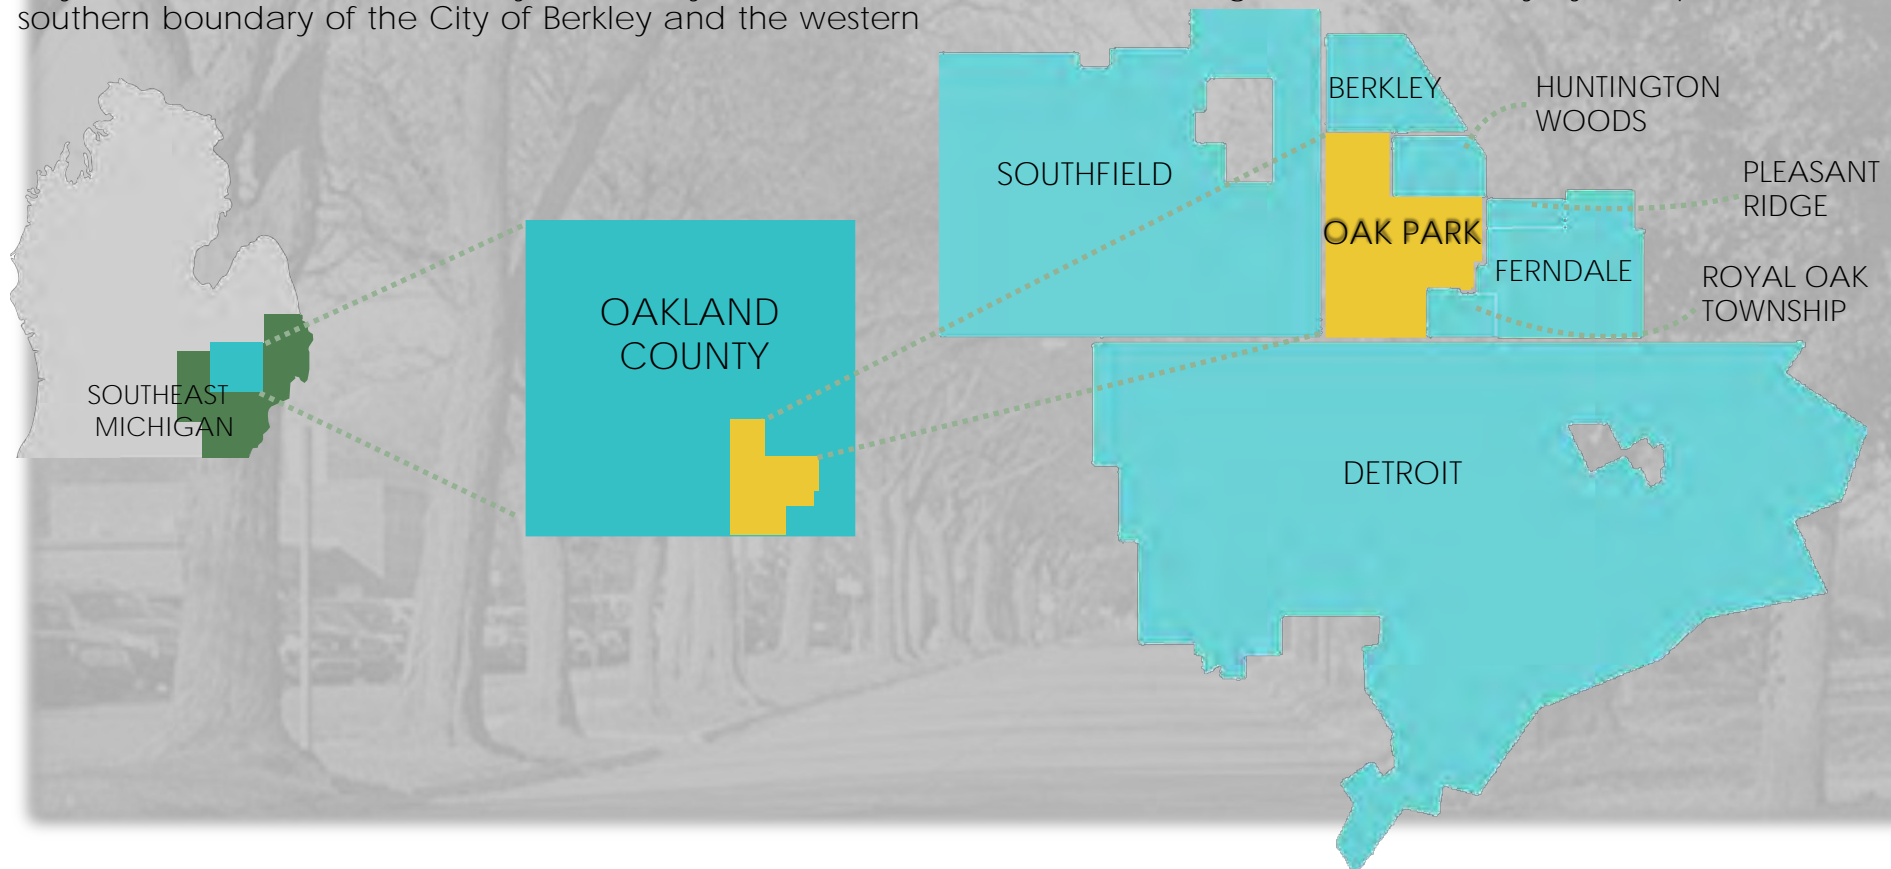 southern boundary of the City of Berkley and the western
BERKLEY
HUNTINGTON
WOODS
SOUTHFIELD
PLEASANT
RIDGE
OAK PARK
FERNDALE
ROYAL OAK
TOWNSHIP
OAKLAND
COUNTY
SOUTHEAST
MICHIGAN
DETROIT